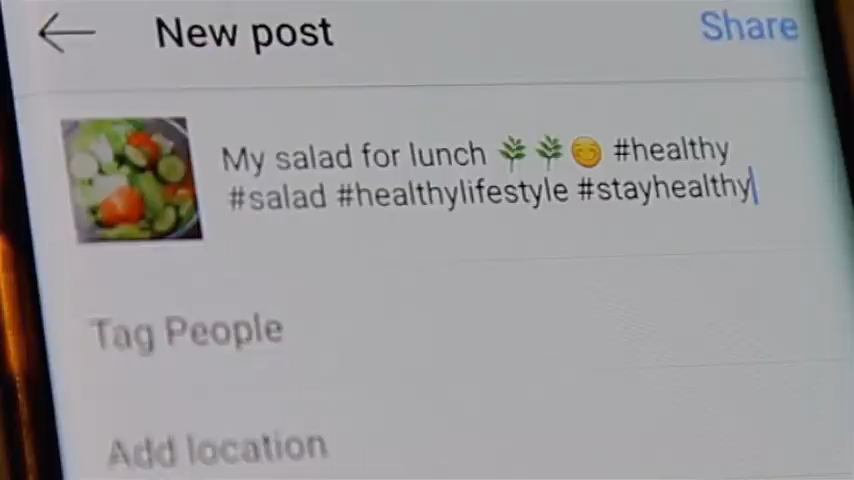 New post
Share
My salad for lunch 🌿🌿😊 #healthy
#salad #healthylifestyle #stayhealthy
Tag People
Add location